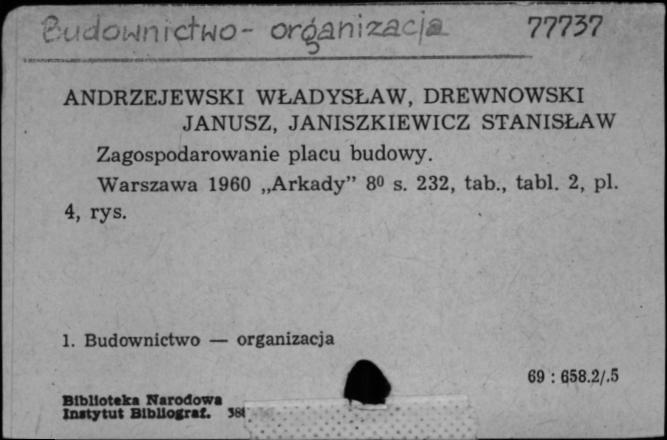 Budownictwo - organizacja 77737
ANDRZEJEWSKI WŁADYSŁAW, DREWNOWSKI
JANUSZ, JANISZKIEWICZ STANISŁAW
Zagospodarowanie placu budowy.
Warszawa 1960 „Arkady” 8⁰ s. 232, tab., tabl. 2, pl.
4, rys.
1. Budownictwo — organizacja
69 : 658.2/.5
Biblioteka Narodowa
Instytut Bibliograf.